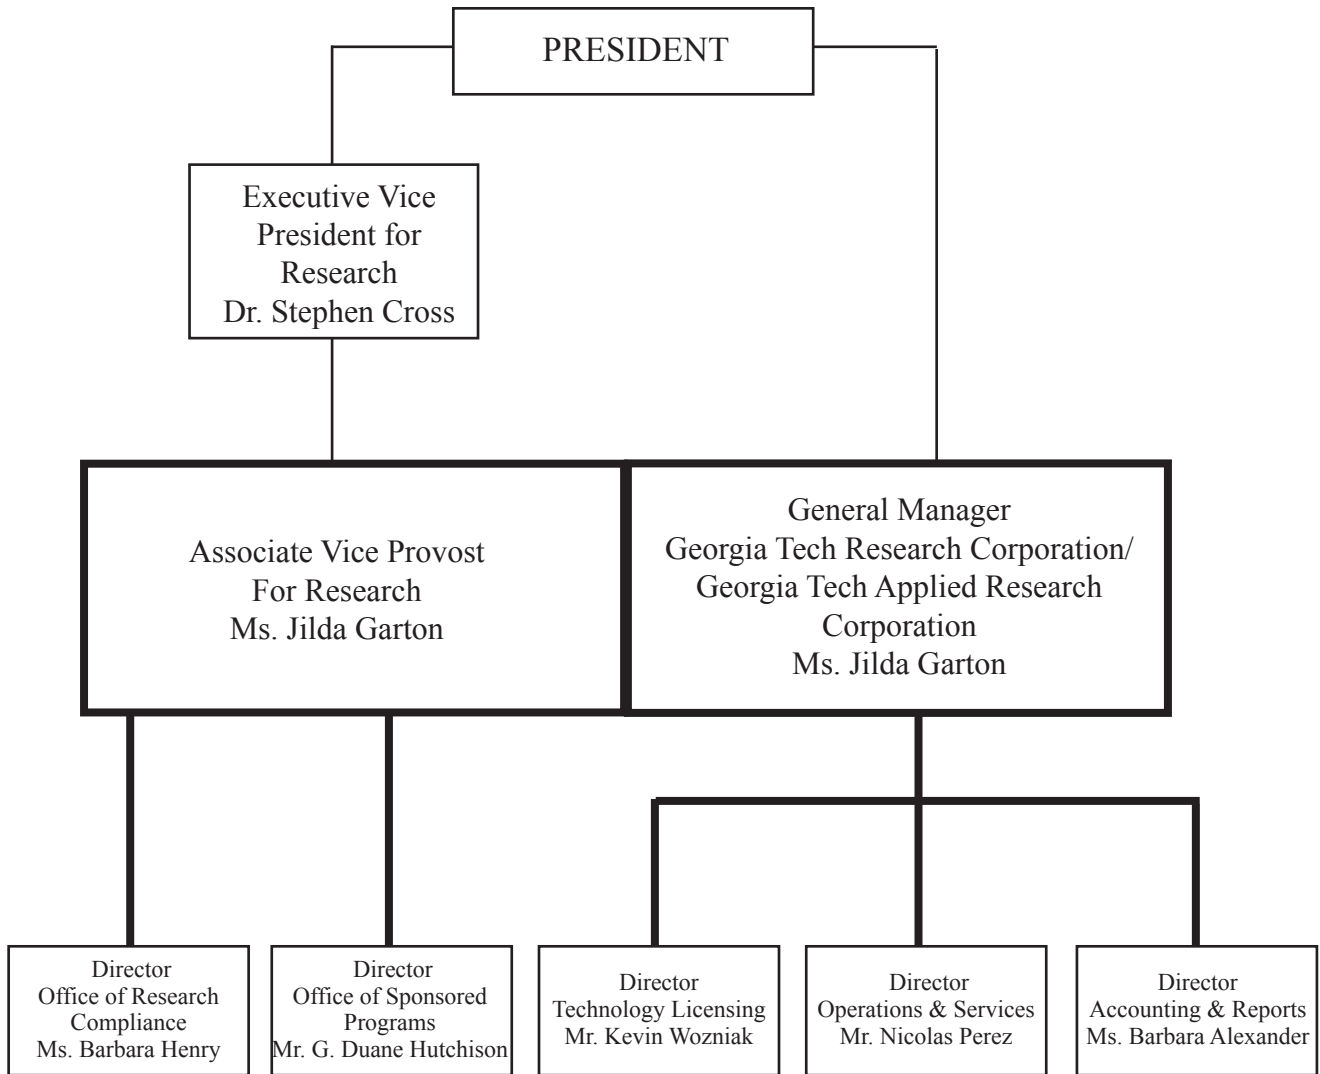 PRESIDENT
Executive Vice
President for
Research
Dr. Stephen Cross
Associate Vice Provost
For Research
Ms. Jilda Garton
General Manager
Georgia Tech Research Corporation/
Georgia Tech Applied Research
Corporation
Ms. Jilda Garton
Director
Office of Research
Compliance
Ms. Barbara Henry
Director
Office of Sponsored
Programs
Mr. G. Duane Hutchison
Director
Technology Licensing
Mr. Kevin Wozniak
Director
Operations & Services
Mr. Nicolas Perez
Director
Accounting & Reports
Ms. Barbara Alexander